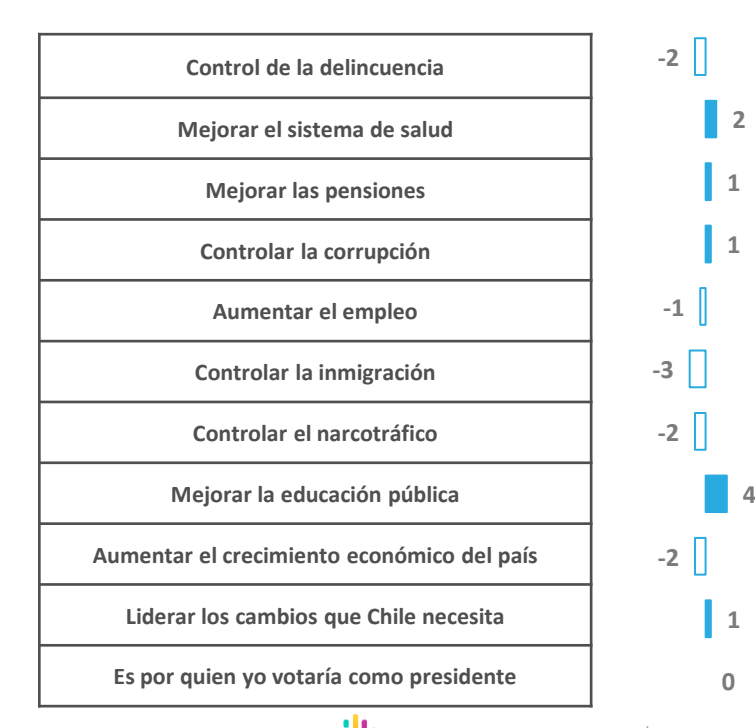 Control de la delincuencia -2
Mejorar el sistema de salud 2
Mejorar las pensiones 1
Controlar la corrupción 1
Aumentar el empleo -1
Controlar la inmigración -3
Controlar el narcotráfico -2
Mejorar la educación pública 4
Aumentar el crecimiento económico del país -2
Liderar los cambios que Chile necesita 1
Es por quien yo votaría como presidente 0